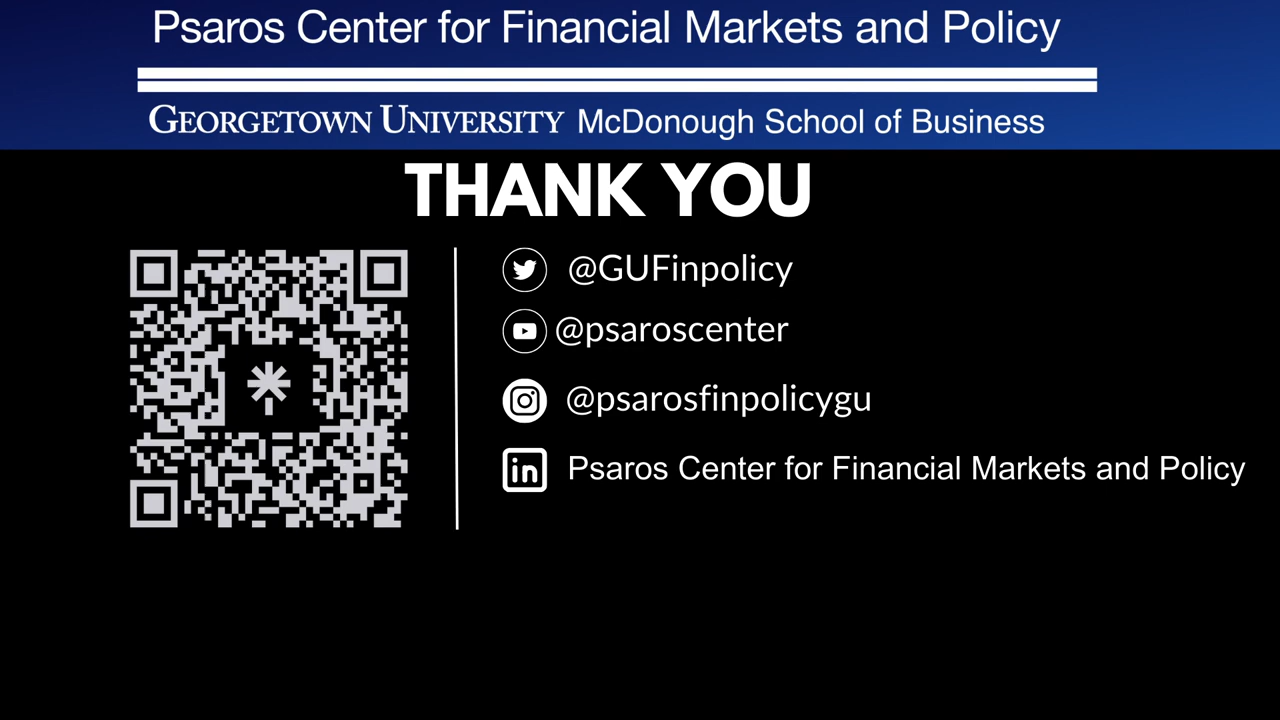 Psaros Center for Financial Markets and Policy
GEORGETOWN UNIVERSITY McDonough School of Business
THANK YOU
@GUFinpolicy
@psaroscenter
@psarosfinpolicygu
in Psaros Center for Financial Markets and Policy